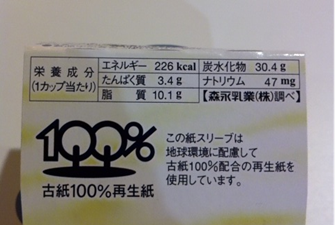 栄養成分
(1カップ当たり)
エネルギー 226 kcal 炭水化物 30.4 g
たんぱく質 3.4 g ナトリウム 47 mg
脂質 10.1 g 【森永乳業(株)調べ】
100%
古紙100%再生紙
この紙スリーブは
地球環境に配慮して
古紙100%配合の再生紙を
使用しています。